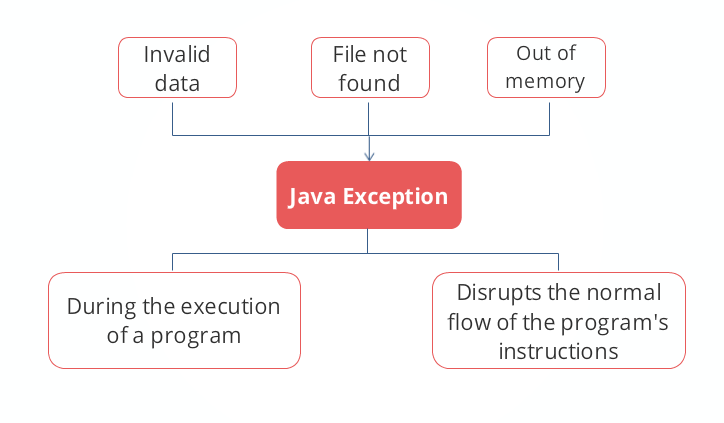 Invalid
data
File not
found
Out of
memory
Java Exception
During the execution
of a program
Disrupts the normal
flow of the program's
instructions